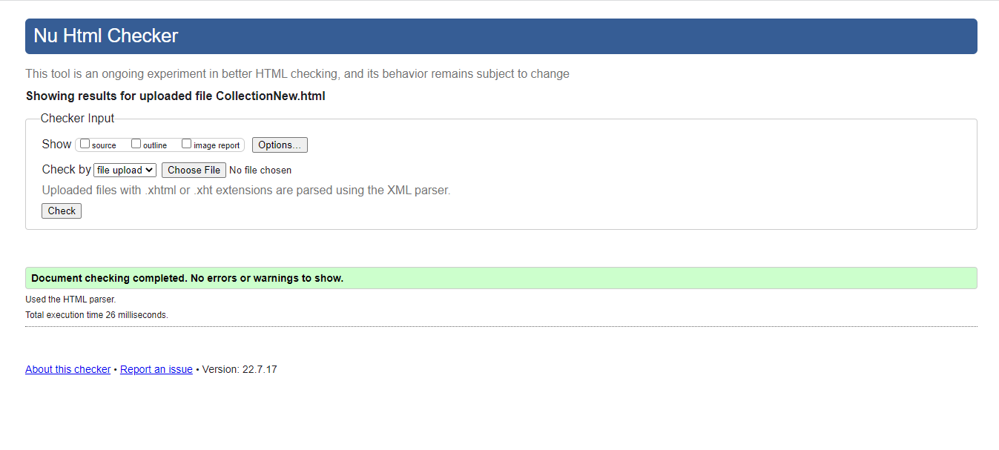 Nu Html Checker
This tool is an ongoing experiment in better HTML checking, and its behavior remains subject to change
Showing results for uploaded file CollectionNew.html
Checker Input
Show source outline image report Options...
Check by file upload Choose File No file chosen
Uploaded files with .xhtml or .xht extensions are parsed using the XML parser.
Check
Document checking completed. No errors or warnings to show.
Used the HTML parser.
Total execution time 26 milliseconds.
About this checker • Report an issue • Version: 22.7.17